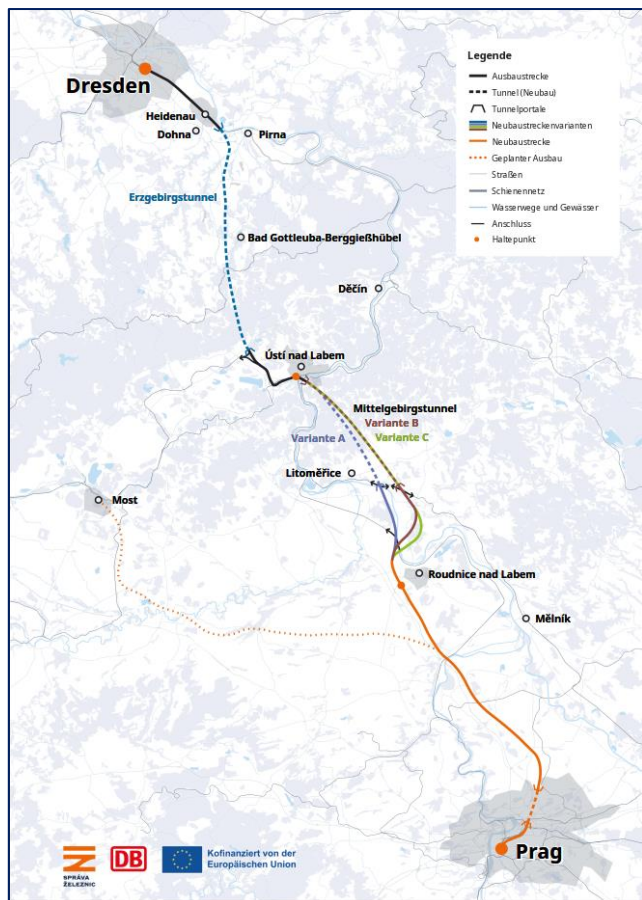 Dresden
Heidenau
Dohna
Pirna
Erzgebirgstunnel
Bad Gottleuba-Berggießhübel
Děčín
Ústí nad Labem
Mittelgebirgstunnel
Variante B
Variante A
Variante C
Litoměřice
Most
Roudnice nad Labem
Mělník
Prag
Legende
Ausbaustrecke
Tunnel (Neubau)
Tunnelportale
Neubaustreckenvarianten
Neubaustrecke
Geplanter Ausbau
Straßen
Schienennetz
Wasserwege und Gewässer
Anschluss
Haltepunkt
SPRÁVA
ŽELEZNIC
DB
Kofinanziert von der
Europäischen Union